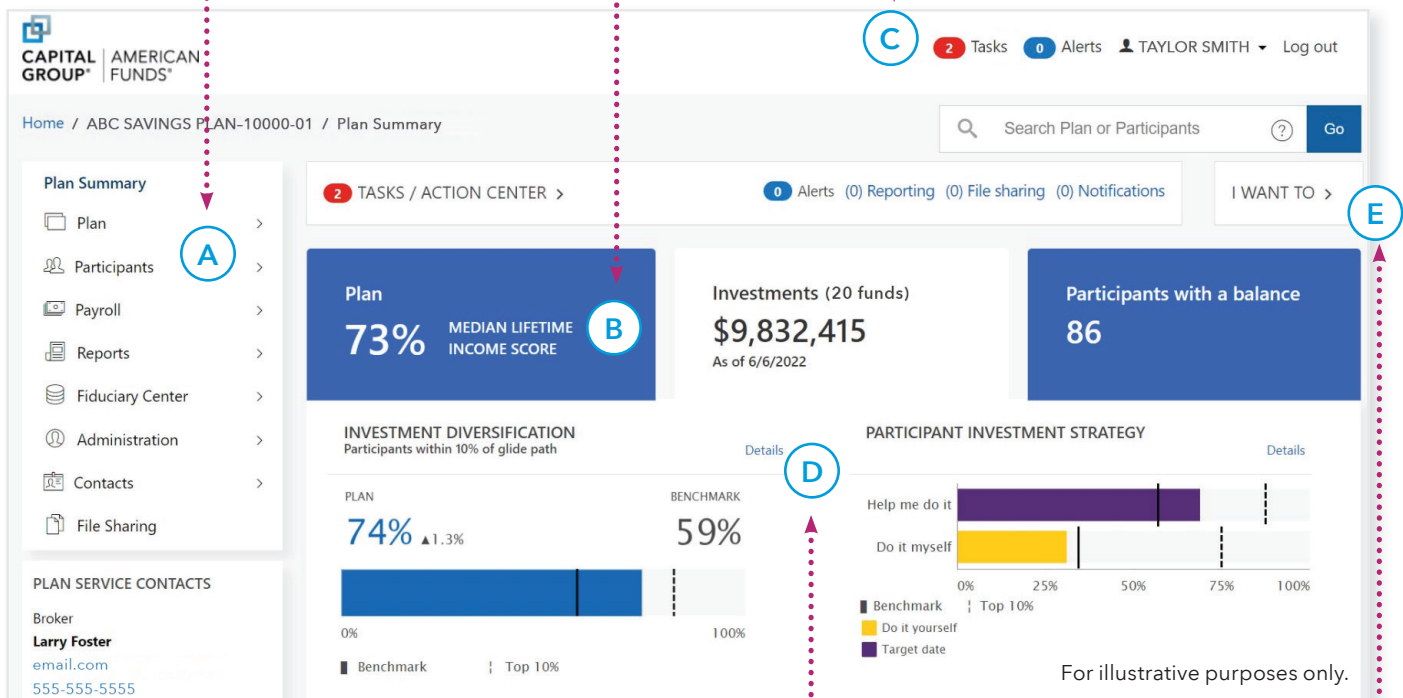 C
CAPITAL AMERICAN
GROUP® FUNDS®
2 Tasks 0 Alerts TAYLOR SMITH Log out
Home / ABC SAVINGS PLAN-10000-01 / Plan Summary
Search Plan or Participants ? Go
Plan Summary
Plan
Participants
Payroll
Reports
Fiduciary Center
Administration
Contacts
File Sharing
A
PLAN SERVICE CONTACTS
Broker
Larry Foster
email.com
555-555-5555
2 TASKS / ACTION CENTER >
0 Alerts (0) Reporting (0) File sharing (0) Notifications
I WANT TO >
E
Plan
73% MEDIAN LIFETIME
INCOME SCORE
B
Investments (20 funds)
$9,832,415
As of 6/6/2022
Participants with a balance
86
INVESTMENT DIVERSIFICATION
Participants within 10% of glide path
Details
D
PLAN BENCHMARK
74% ▲1.3% 59%
0% 100%
Benchmark Top 10%
PARTICIPANT INVESTMENT STRATEGY
Details
Help me do it
Do it myself
0% 25% 50% 75% 100%
Benchmark Top 10%
Do it yourself
Target date
For illustrative purposes only.